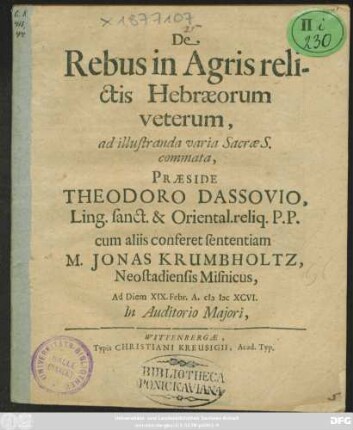 X 1877107
II i
230
De
Rebus in Agris reli-
ctis Hebræorum
veterum,
ad illustranda varia Sacræ S.
commata,
PRÆSIDE
THEODORO DASSOVIO,
Ling. sanct. & Oriental. reliq. P.P.
cum aliis conferet sententiam
M. JONAS KRUMBHOLTZ,
Neostadiensis Misnicus,
Ad Diem XIX. Febr. A. cIɔ Iɔc XCVI.
In Auditorio Majori,
WITTENBERGÆ,
Typis CHRISTIANI KREUSIGII, Acad. Typ.
BIBLIOTHECA
PONICKAVIANA
DFG